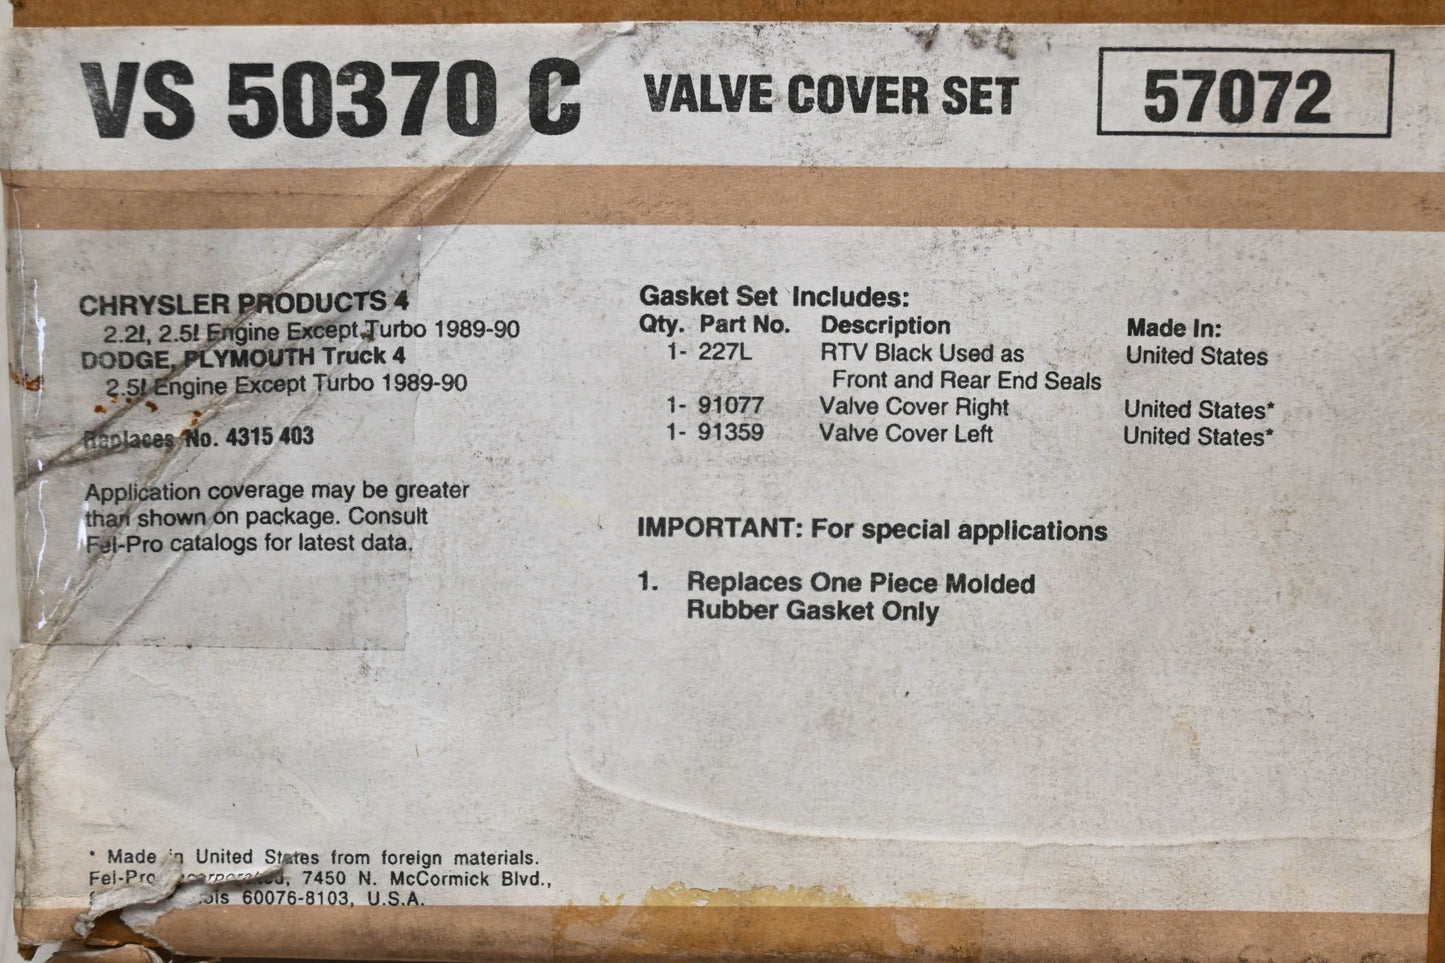 VS 50370 C VALVE COVER SET 57072
CHRYSLER PRODUCTS 4
2.2l, 2.5l Engine Except Turbo 1989-90
DODGE, PLYMOUTH Truck 4
2.5l Engine Except Turbo 1989-90
Replaces No. 4315 403
Application coverage may be greater
than shown on package. Consult
Fel-Pro catalogs for latest data.
Gasket Set Includes:
Qty. Part No. Description Made In:
1- 227L RTV Black Used as United States
Front and Rear End Seals
1- 91077 Valve Cover Right United States*
1- 91359 Valve Cover Left United States*
IMPORTANT: For special applications
1. Replaces One Piece Molded
Rubber Gasket Only
* Made in United States from foreign materials.
Fel-Pro Incorporated, 7450 N. McCormick Blvd.,
60076-8103, U.S.A.